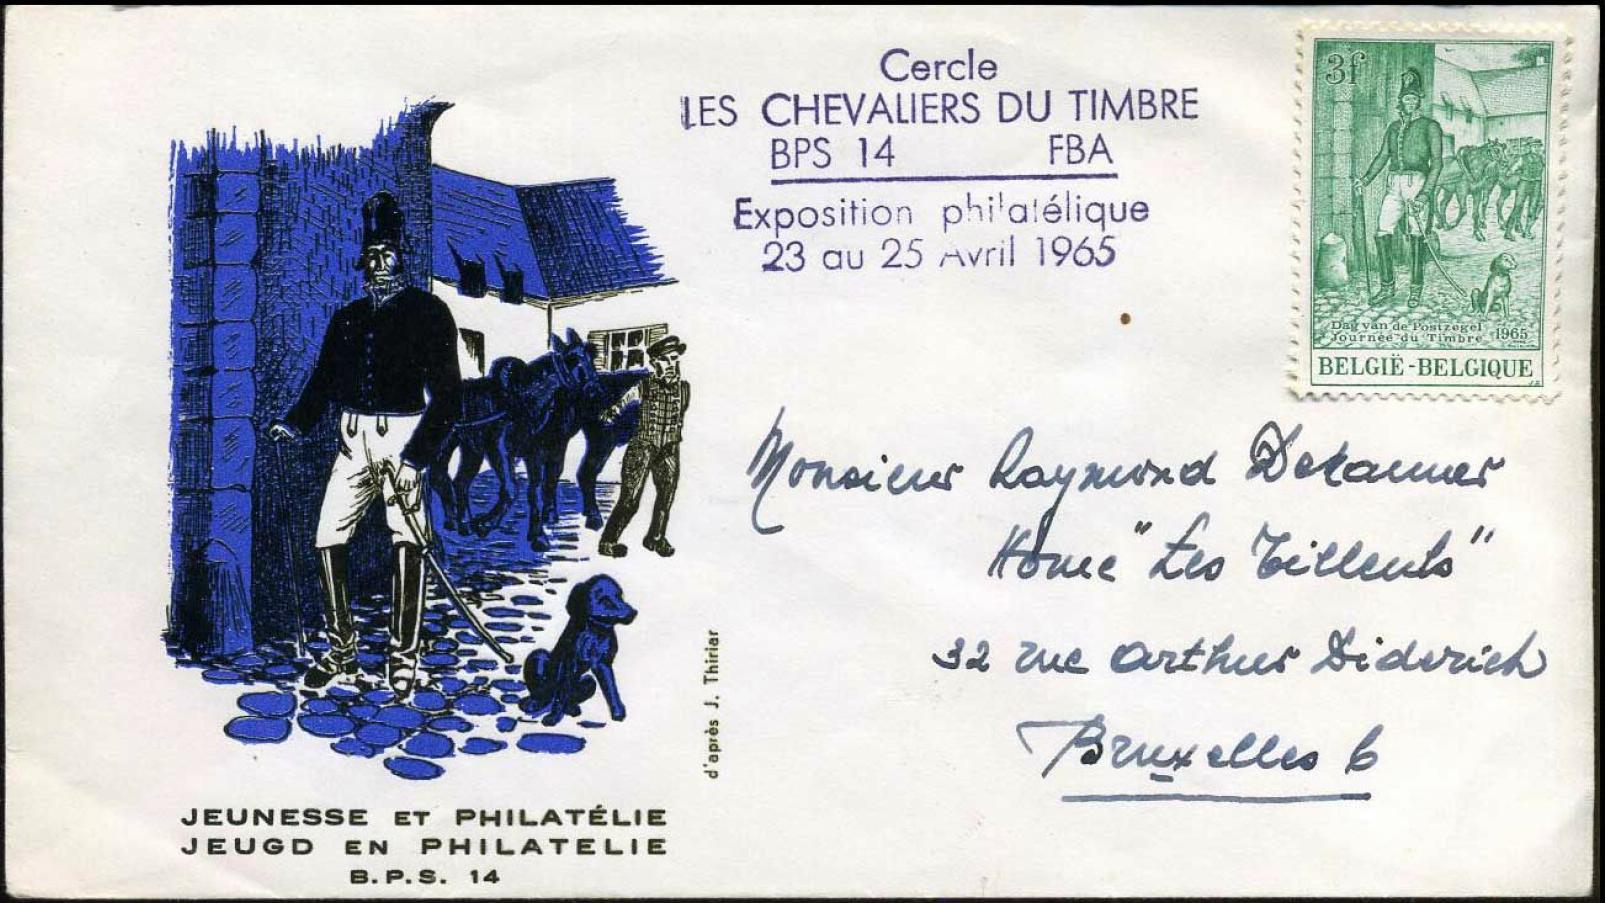 Cercle
LES CHEVALIERS DU TIMBRE
BPS 14 FBA
Exposition philatélique
23 au 25 Avril 1965
3f
Dag van de Postzegel
Journée du Timbre 1965
BELGIË-BELGIQUE
Monsieur Raymond
Home "Les Tilleuls"
32 rue Arthur Diderich
Bruxelles 6
d'après J. Thiriar
JEUNESSE ET PHILATÉLIE
JEUGD EN PHILATELIE
B.P.S. 14